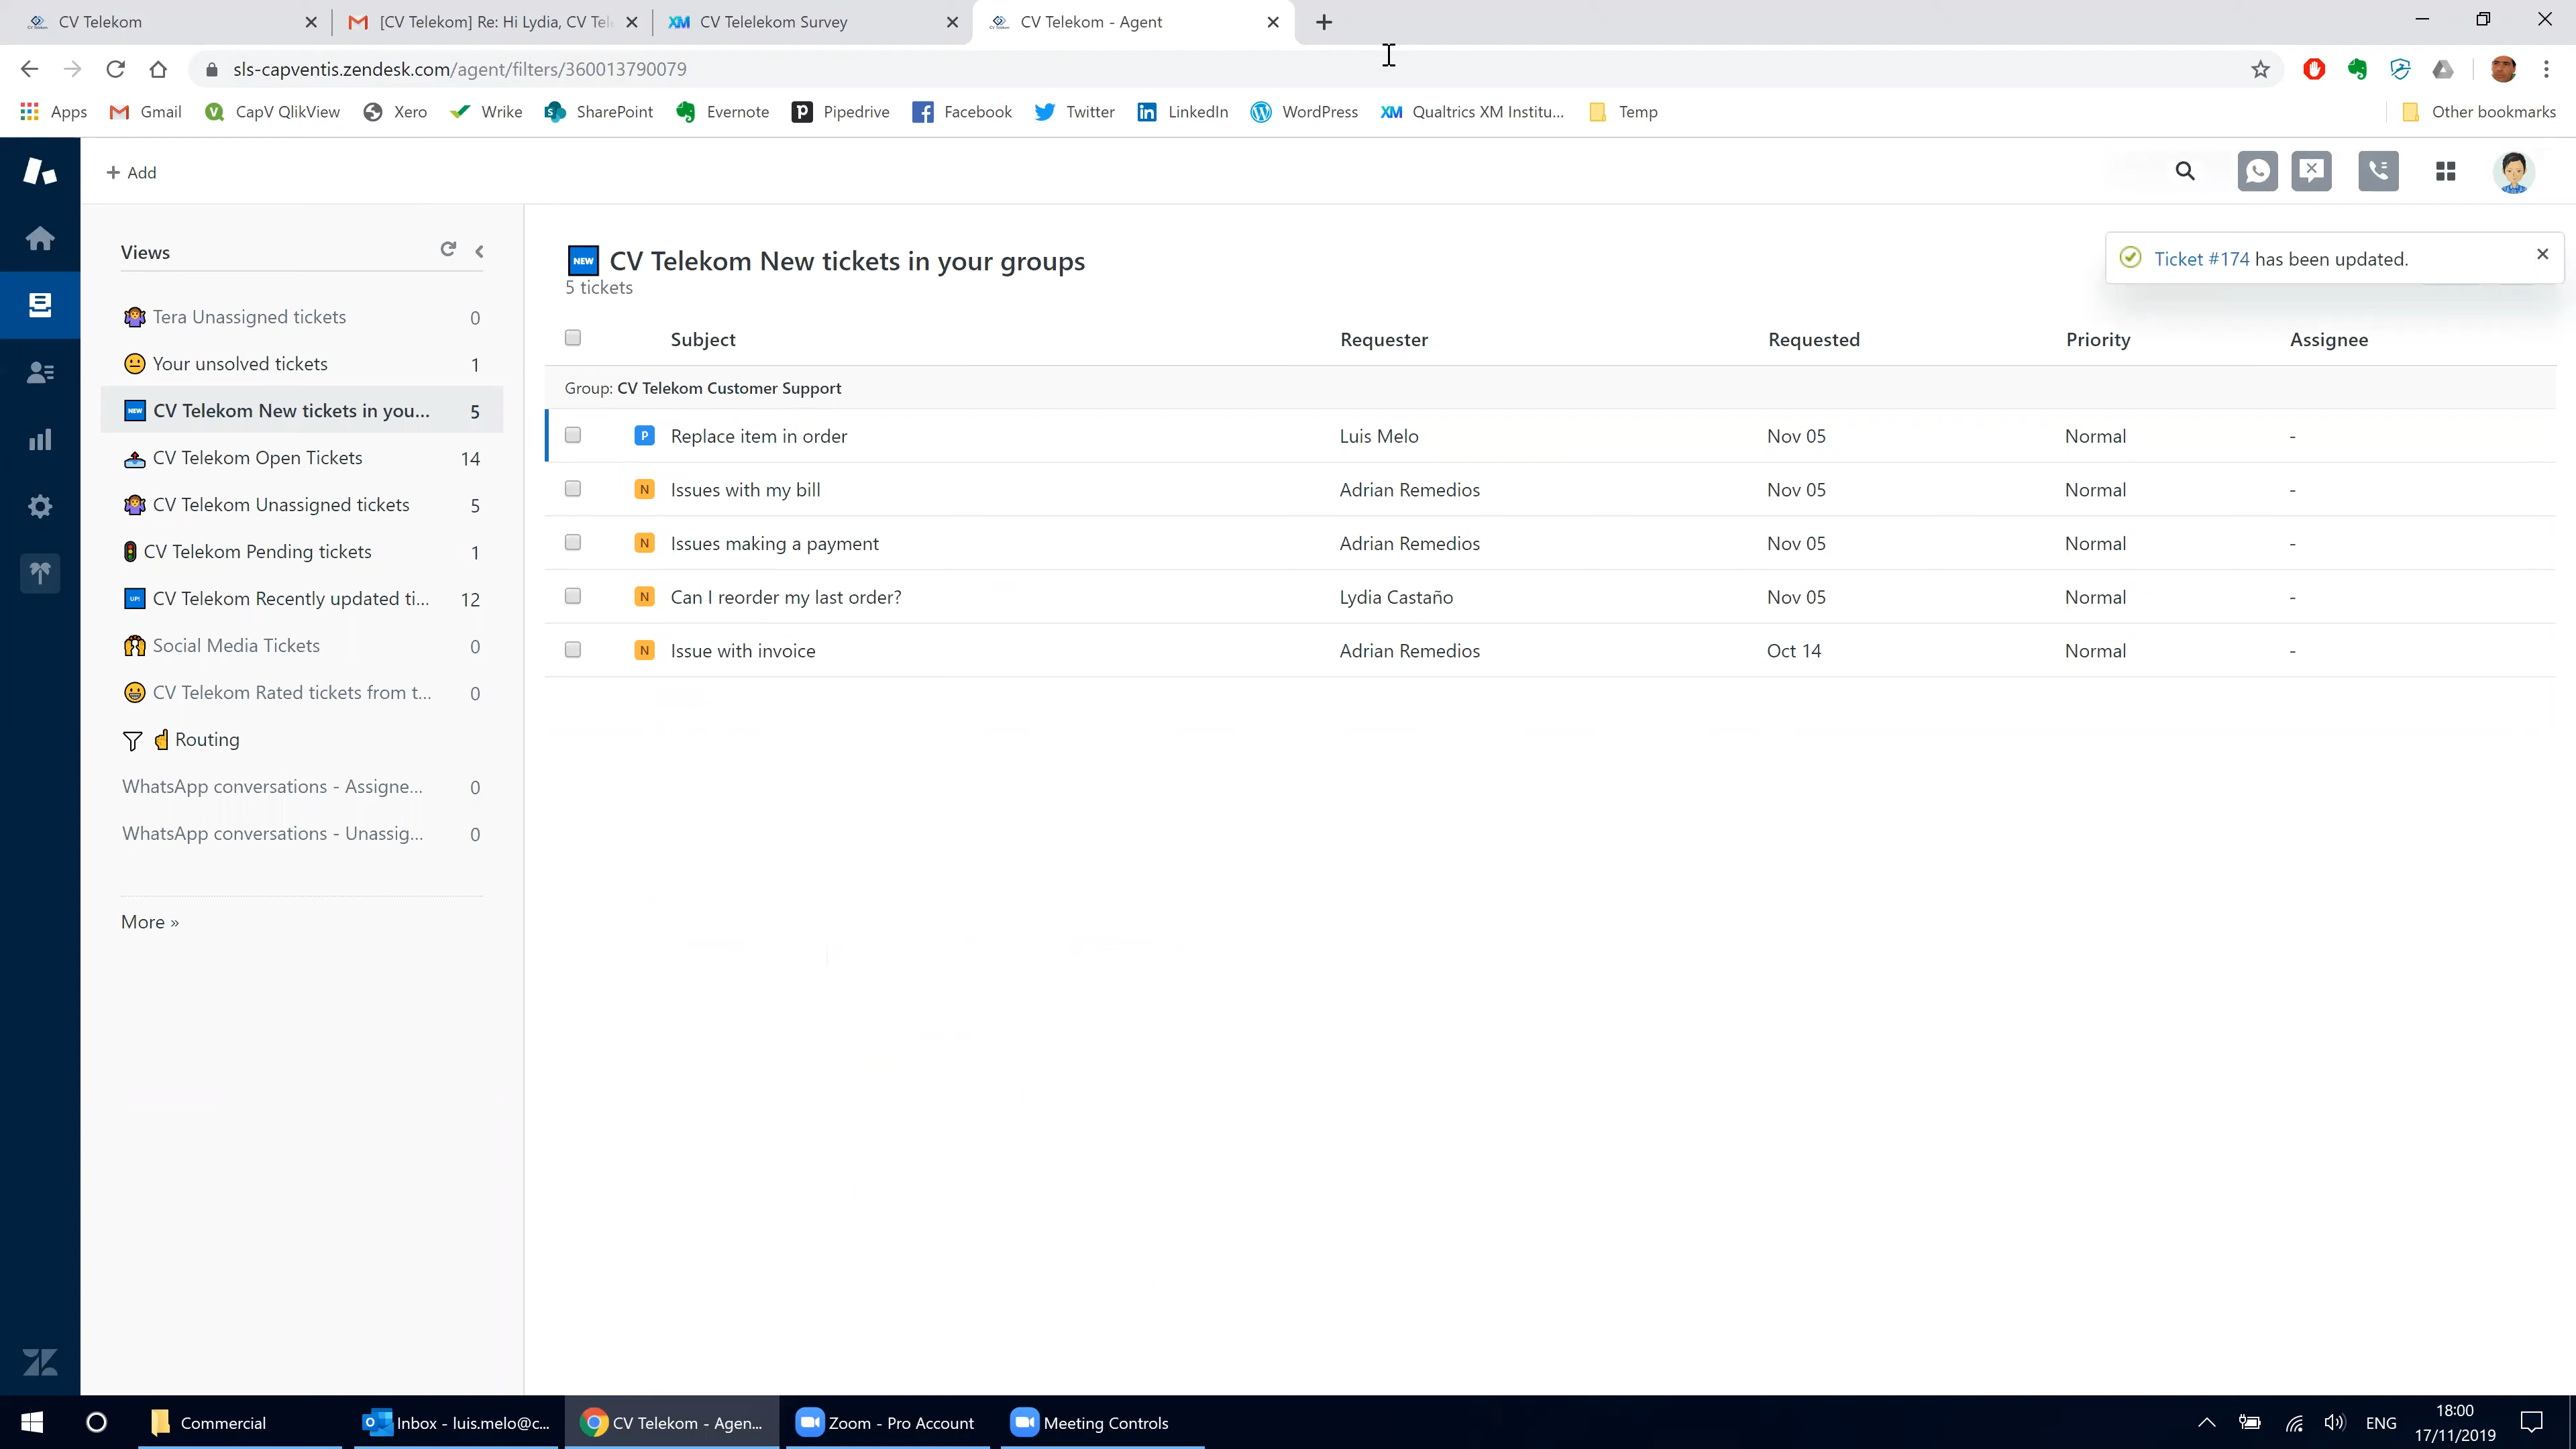 CV Telekom
[CV Telekom] Re: Hi Lydia, CV Tel
XM CV Telelekom Survey
CV Telekom - Agent
sls-capventis.zendesk.com/agent/filters/360013790079
Apps
Gmail
CapV QlikView
Xero
Wrike
SharePoint
Evernote
Pipedrive
Facebook
Twitter
LinkedIn
WordPress
XM Qualtrics XM Institu...
Temp
Other bookmarks
+ Add
Views
Tera Unassigned tickets 0
Your unsolved tickets 1
NEW CV Telekom New tickets in you... 5
CV Telekom Open Tickets 14
CV Telekom Unassigned tickets 5
CV Telekom Pending tickets 1
UP! CV Telekom Recently updated ti... 12
Social Media Tickets 0
CV Telekom Rated tickets from t... 0
Routing
WhatsApp conversations - Assigne... 0
WhatsApp conversations - Unassig... 0
More »
NEW CV Telekom New tickets in your groups
5 tickets
Ticket #174 has been updated.
Subject Requester Requested Priority Assignee
Group: CV Telekom Customer Support
P Replace item in order Luis Melo Nov 05 Normal -
N Issues with my bill Adrian Remedios Nov 05 Normal -
N Issues making a payment Adrian Remedios Nov 05 Normal -
N Can I reorder my last order? Lydia Castaño Nov 05 Normal -
N Issue with invoice Adrian Remedios Oct 14 Normal -
Commercial
Inbox - luis.melo@c...
CV Telekom - Agen...
Zoom - Pro Account
Meeting Controls
ENG
18:00
17/11/2019